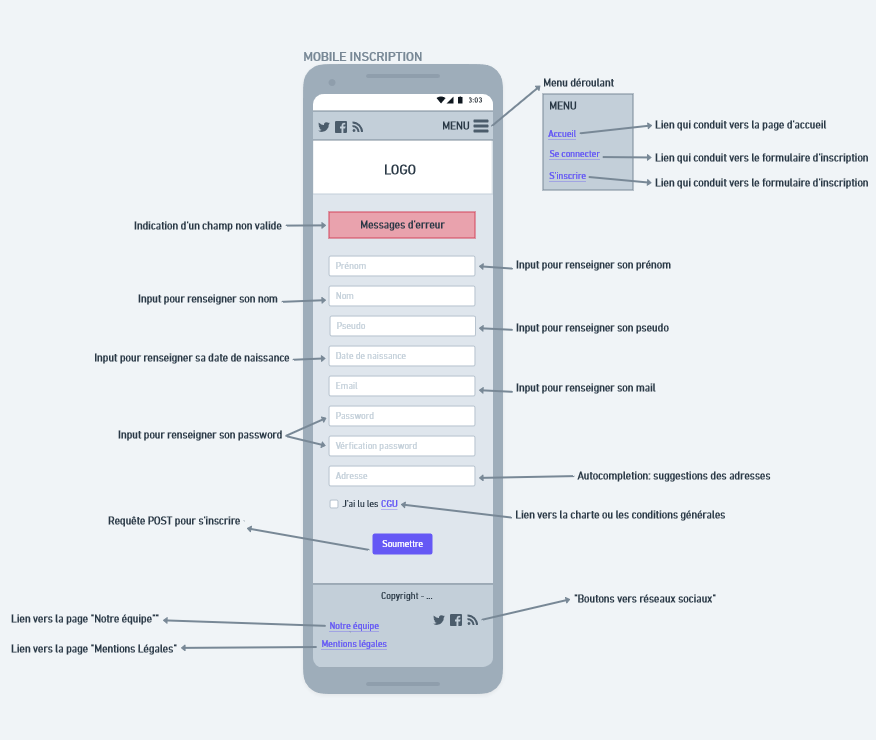 MOBILE INSCRIPTION
3:03
MENU
LOGO
Menu déroulant
MENU
Accueil
Lien qui conduit vers la page d'accueil
Se connecter
Lien qui conduit vers le formulaire d'inscription
S'inscrire
Lien qui conduit vers le formulaire d'inscription
Indication d'un champ non valide
Messages d'erreur
Prénom
Input pour renseigner son prénom
Input pour renseigner son nom
Nom
Pseudo
Input pour renseigner son pseudo
Input pour renseigner sa date de naissance
Date de naissance
Email
Input pour renseigner son mail
Password
Input pour renseigner son password
Vérfication password
Adresse
Autocompletion: suggestions des adresses
J'ai lu les CGU
Lien vers la charte ou les conditions générales
Requête POST pour s'inscrire
Soumettre
Copyright - ...
"Boutons vers réseaux sociaux"
Lien vers la page "Notre équipe""
Notre équipe
Lien vers la page "Mentions Légales"
Mentions légales